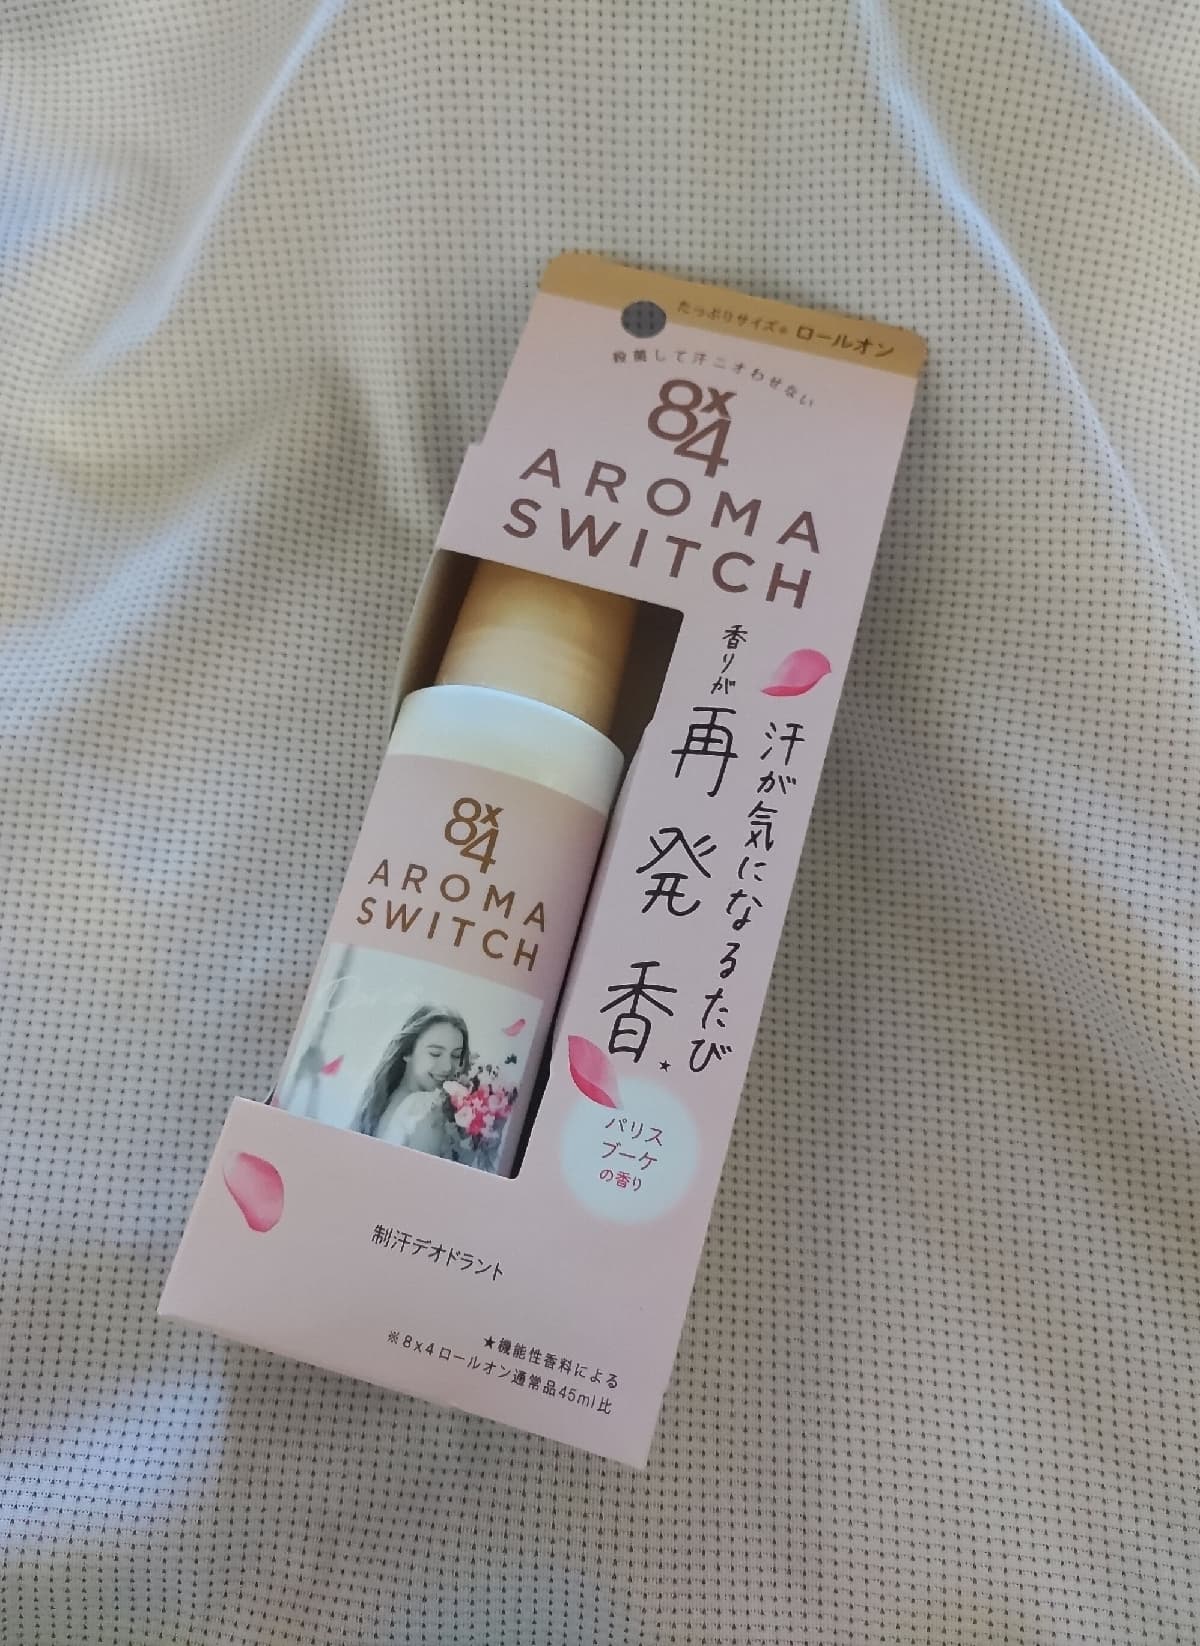 たっぷりサイズ※ ロールオン
殺菌して汗ニオわせない
8x4
AROMA
SWITCH
汗が気になるたび
香りが
再発香★
パリス
ブーケ
の香り
8x4
AROMA
SWITCH
制汗デオドラント
★機能性香料による
※8x4ロールオン通常品45ml比